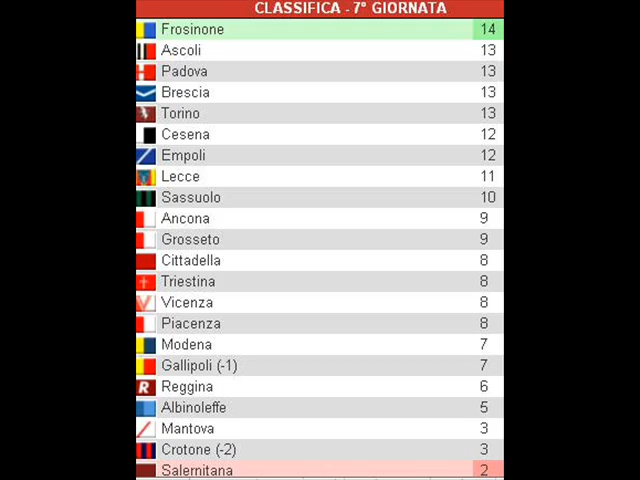 CLASSIFICA - 7° GIORNATA
Frosinone 14
Ascoli 13
Padova 13
Brescia 13
Torino 13
Cesena 12
Empoli 12
Lecce 11
Sassuolo 10
Ancona 9
Grosseto 9
Cittadella 8
Triestina 8
Vicenza 8
Piacenza 8
Modena 7
Gallipoli (-1) 7
R Reggina 6
Albinoleffe 5
Mantova 3
Crotone (-2) 3
Salernitana 2